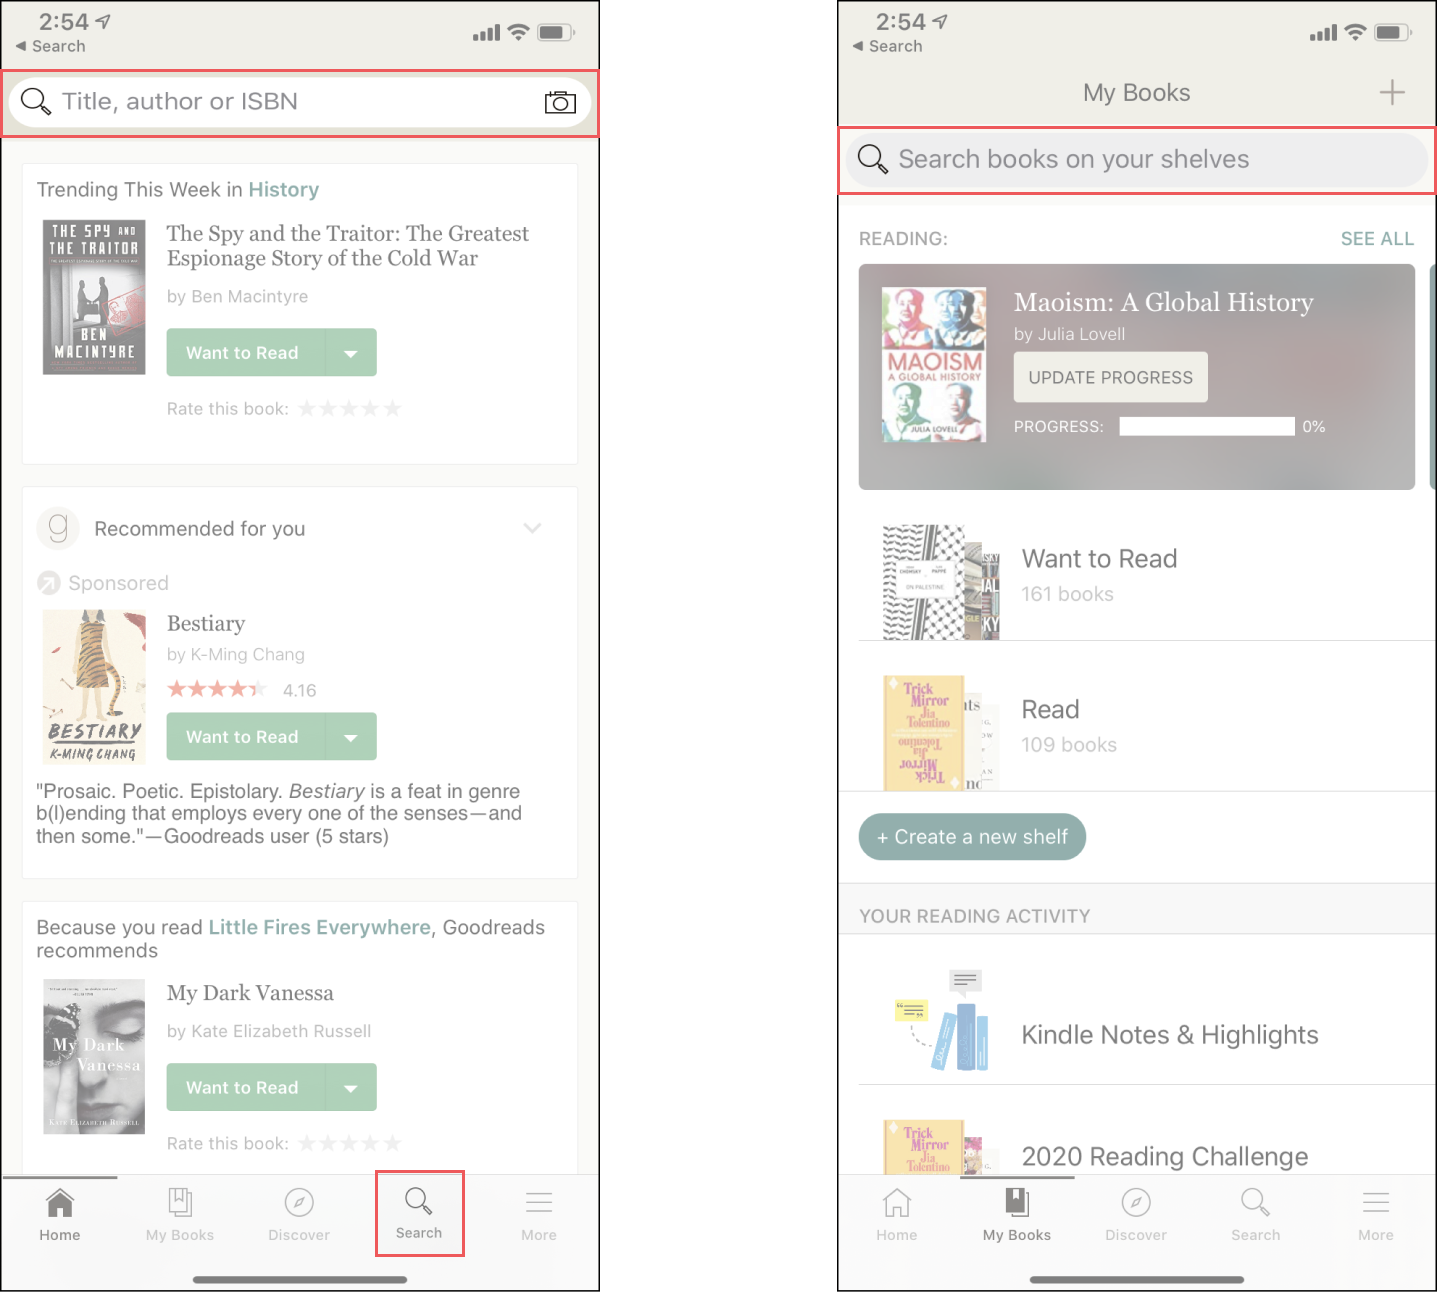 2:54
◀ Search
Title, author or ISBN
Trending This Week in History
THE SPY AND
THE TRAITOR
BEN
MACINTYRE
The Spy and the Traitor: The Greatest
Espionage Story of the Cold War
by Ben Macintyre
Want to Read
Rate this book:
g
Recommended for you
Sponsored
BESTIARY
K-MING CHANG
Bestiary
by K-Ming Chang
4.16
Want to Read
"Prosaic. Poetic. Epistolary. Bestiary is a feat in genre
b(l)ending that employs every one of the senses—and
then some."—Goodreads user (5 stars)
Because you read Little Fires Everywhere, Goodreads
recommends
My Dark
Vanessa
KATE ELIZABETH RUSSELL
My Dark Vanessa
by Kate Elizabeth Russell
Want to Read
Rate this book:
Home
My Books
Discover
Search
More
2:54
◀ Search
My Books
Search books on your shelves
READING:
SEE ALL
MAOISM
A GLOBAL HISTORY
JULIA LOVELL
Maoism: A Global History
by Julia Lovell
UPDATE PROGRESS
PROGRESS:
0%
ON PALESTINE
Want to Read
161 books
Trick
Mirror
Jia
Tolentino
Tolentino
Jia
Mirror
Trick
Read
109 books
+ Create a new shelf
YOUR READING ACTIVITY
Kindle Notes & Highlights
Trick
Mirror
Jia
Tolentino
2020 Reading Challenge
Home
My Books
Discover
Search
More